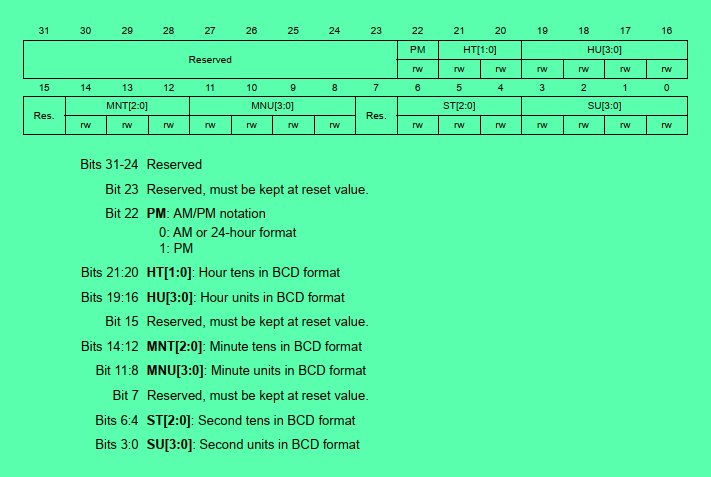 31 30 29 28 27 26 25 24 23 22 21 20 19 18 17 16
Reserved PM HT[1:0] HU[3:0]
rw rw rw rw rw rw rw
15 14 13 12 11 10 9 8 7 6 5 4 3 2 1 0
Res. MNT[2:0] MNU[3:0] Res. ST[2:0] SU[3:0]
rw rw rw rw rw rw rw rw rw rw rw rw rw rw
Bits 31-24 Reserved
Bit 23 Reserved, must be kept at reset value.
Bit 22 PM: AM/PM notation
0: AM or 24-hour format
1: PM
Bits 21:20 HT[1:0]: Hour tens in BCD format
Bits 19:16 HU[3:0]: Hour units in BCD format
Bit 15 Reserved, must be kept at reset value.
Bits 14:12 MNT[2:0]: Minute tens in BCD format
Bit 11:8 MNU[3:0]: Minute units in BCD format
Bit 7 Reserved, must be kept at reset value.
Bits 6:4 ST[2:0]: Second tens in BCD format
Bits 3:0 SU[3:0]: Second units in BCD format